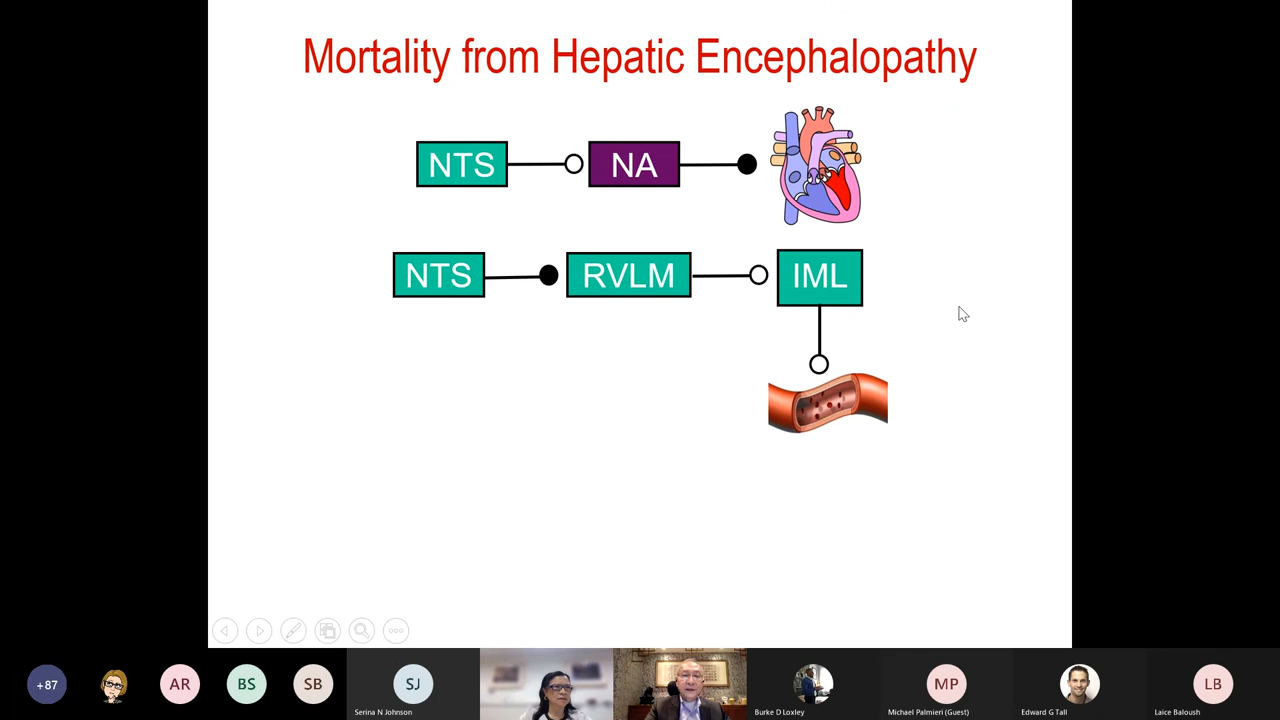 Mortality from Hepatic Encephalopathy
NTS
NA
NTS
RVLM
IML
+87
AR
BS
SB
SJ
Serina N Johnson
Burke D Loxley
MP
Michael Palmieri (Guest)
Edward G Tall
LB
Laice Baloush